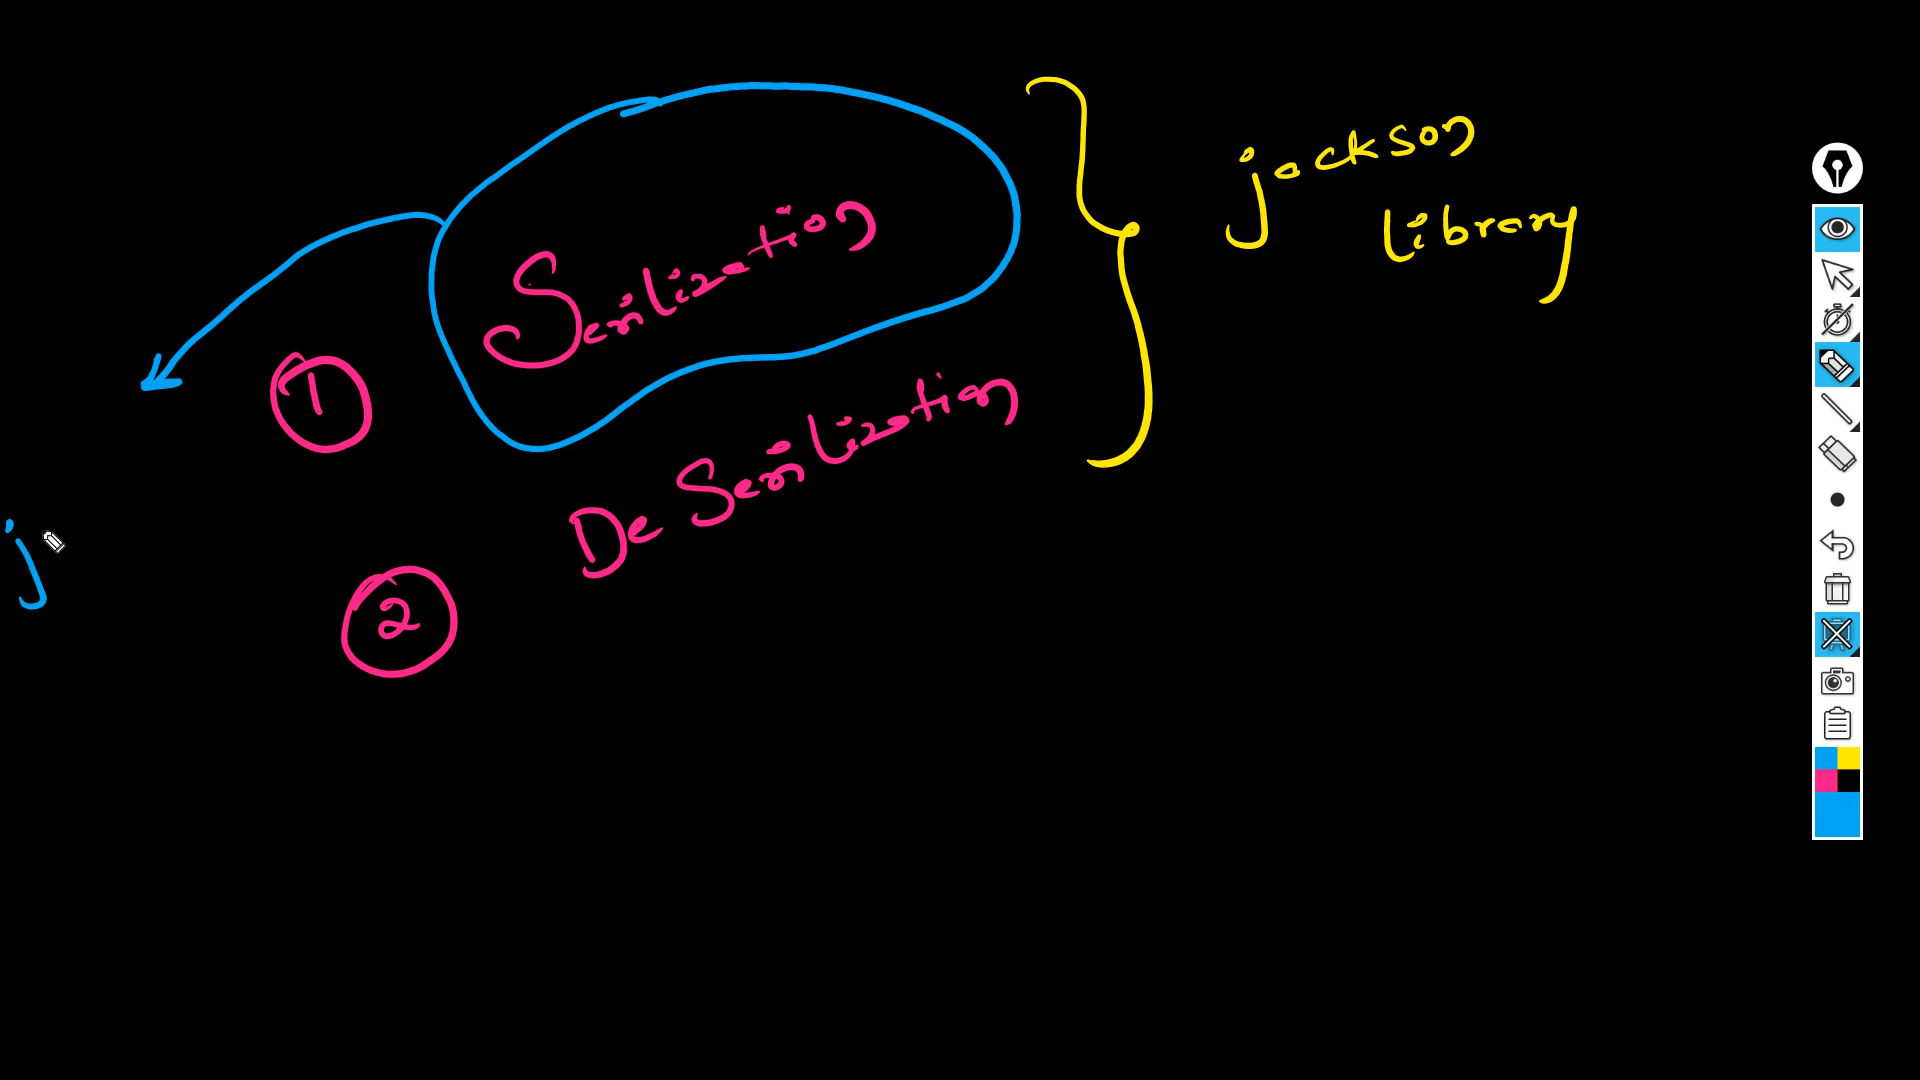 1 Serilization
2 De Serilization
jackson
library
j